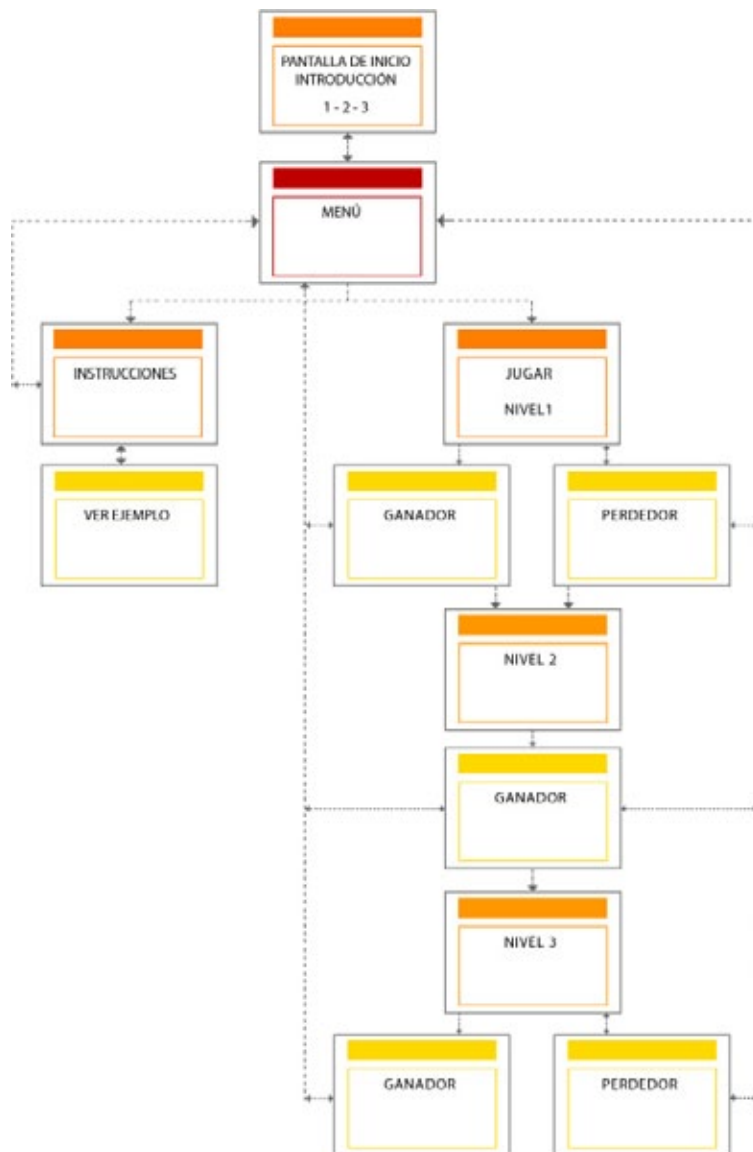 PANTALLA DE INICIO
INTRODUCCIÓN
1 - 2 - 3
MENÚ
INSTRUCCIONES
JUGAR
NIVEL1
VER EJEMPLO
GANADOR
PERDEDOR
NIVEL 2
GANADOR
NIVEL 3
GANADOR
PERDEDOR